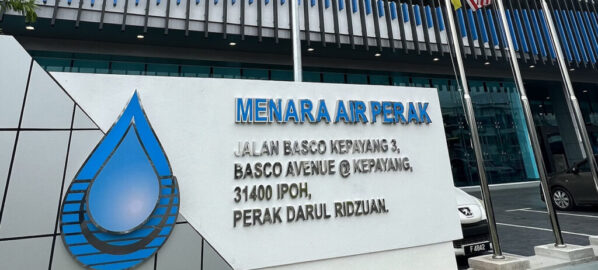 MENARA AIR PERAK
JALAN BASCO KEPAYANG 3,
BASCO AVENUE @ KEPAYANG,
31400 IPOH,
PERAK DARUL RIDZUAN.